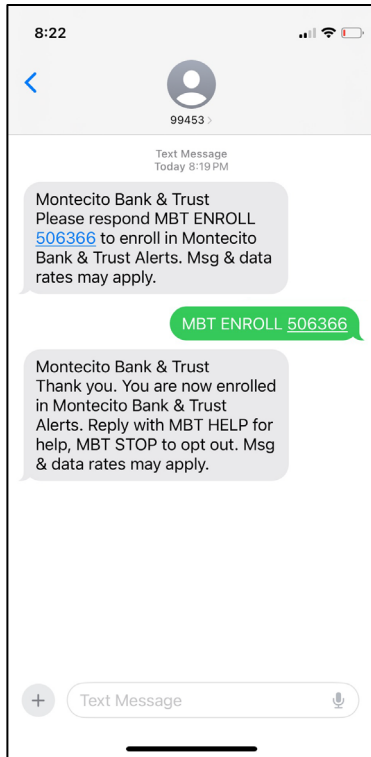 8:22
99453
Text Message
Today 8:19 PM
Montecito Bank & Trust
Please respond MBT ENROLL
506366 to enroll in Montecito
Bank & Trust Alerts. Msg & data
rates may apply.
MBT ENROLL 506366
Montecito Bank & Trust
Thank you. You are now enrolled
in Montecito Bank & Trust
Alerts. Reply with MBT HELP for
help, MBT STOP to opt out. Msg
& data rates may apply.
Text Message